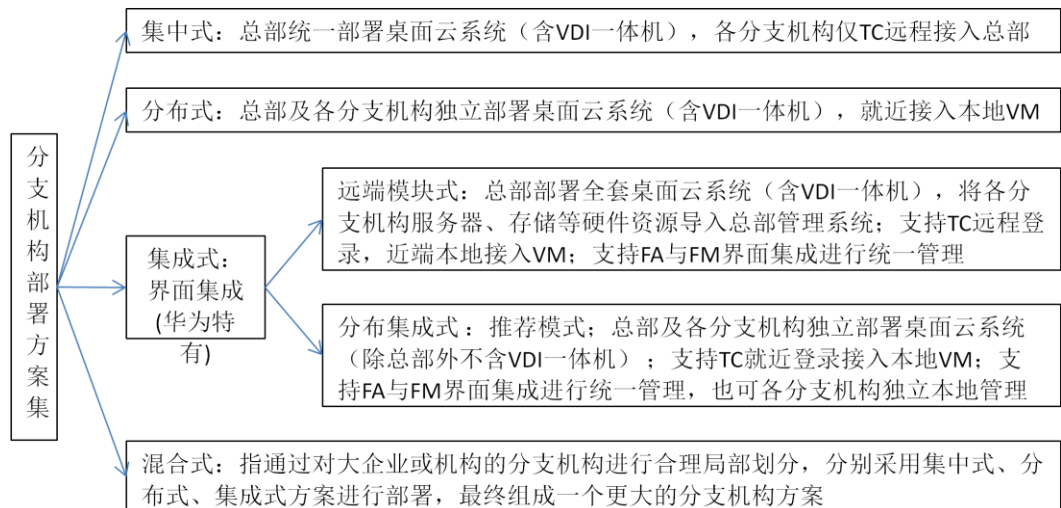 分支机构部署方案集
集中式：总部统一部署桌面云系统（含VDI一体机），各分支机构仅TC远程接入总部
分布式：总部及各分支机构独立部署桌面云系统（含VDI一体机），就近接入本地VM
集成式：
界面集成
(华为特
有)
远端模块式：总部部署全套桌面云系统（含VDI一体机），将各分
支机构服务器、存储等硬件资源导入总部管理系统；支持TC远程登
录，近端本地接入VM；支持FA与FM界面集成进行统一管理
分布集成式：推荐模式；总部及各分支机构独立部署桌面云系统
（除总部外不含VDI一体机）；支持TC就近登录接入本地VM；支
持FA与FM界面集成进行统一管理，也可各分支机构独立本地管理
混合式：指通过对大企业或机构的分支机构进行合理局部划分，分别采用集中式、分
布式、集成式方案进行部署，最终组成一个更大的分支机构方案